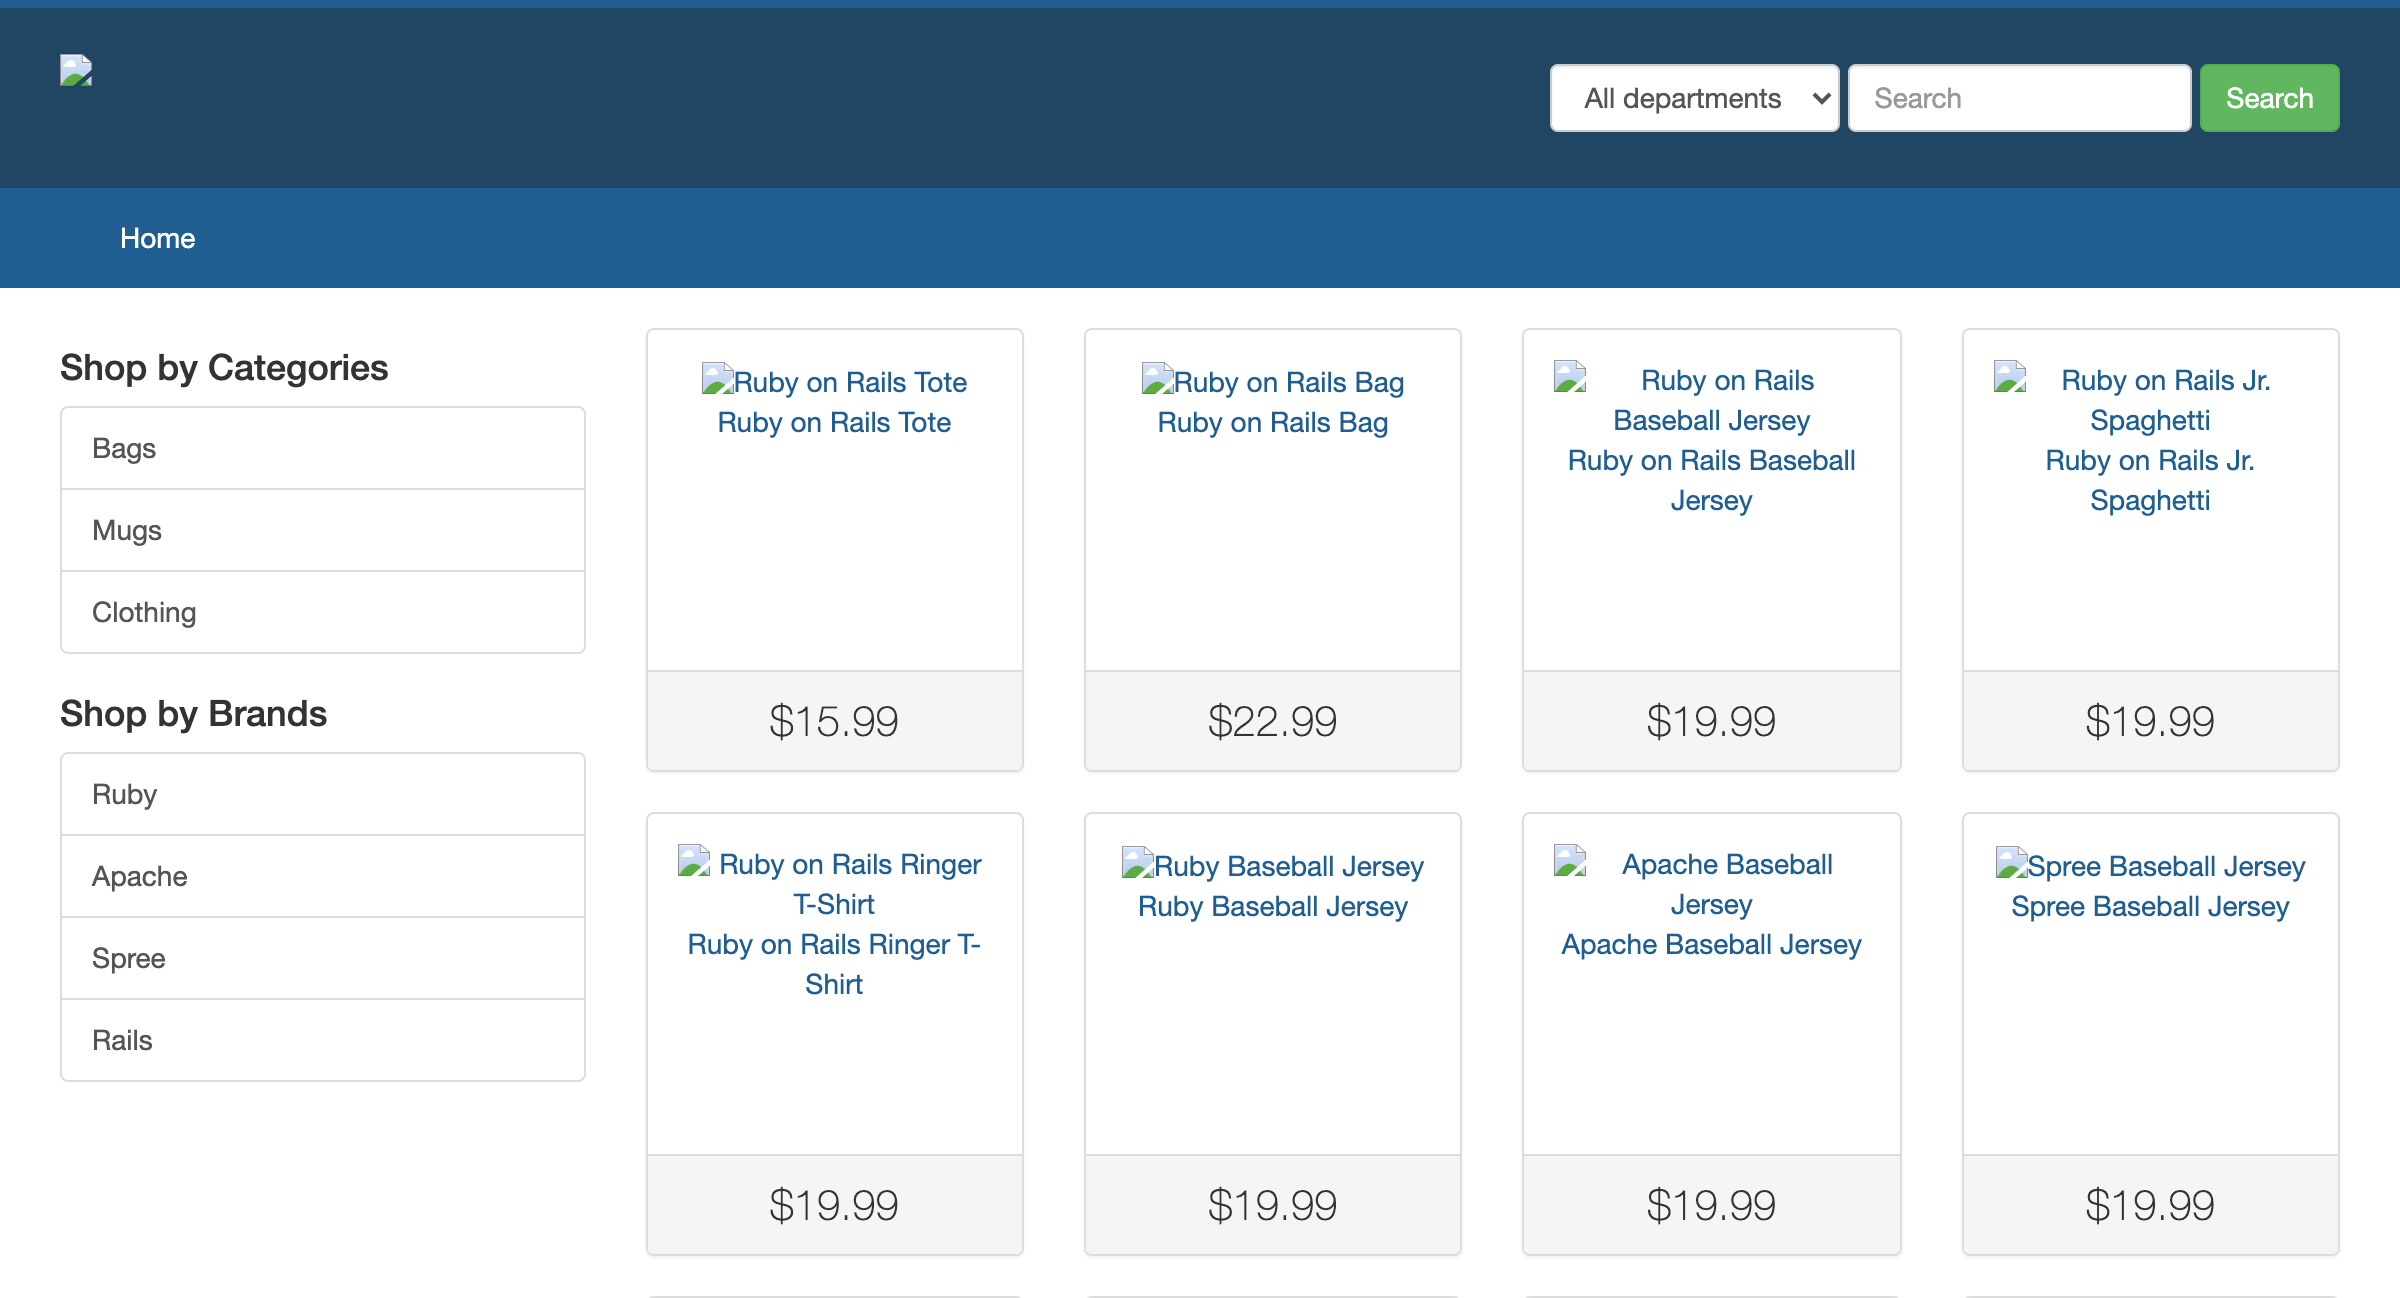 All departments
Search
Search
Home
Shop by Categories
Bags
Mugs
Clothing
Shop by Brands
Ruby
Apache
Spree
Rails
Ruby on Rails Tote
Ruby on Rails Tote
$15.99
Ruby on Rails Bag
Ruby on Rails Bag
$22.99
Ruby on Rails
Baseball Jersey
Ruby on Rails Baseball
Jersey
$19.99
Ruby on Rails Jr.
Spaghetti
Ruby on Rails Jr.
Spaghetti
$19.99
Ruby on Rails Ringer
T-Shirt
Ruby on Rails Ringer T-
Shirt
$19.99
Ruby Baseball Jersey
Ruby Baseball Jersey
$19.99
Apache Baseball
Jersey
Apache Baseball Jersey
$19.99
Spree Baseball Jersey
Spree Baseball Jersey
$19.99